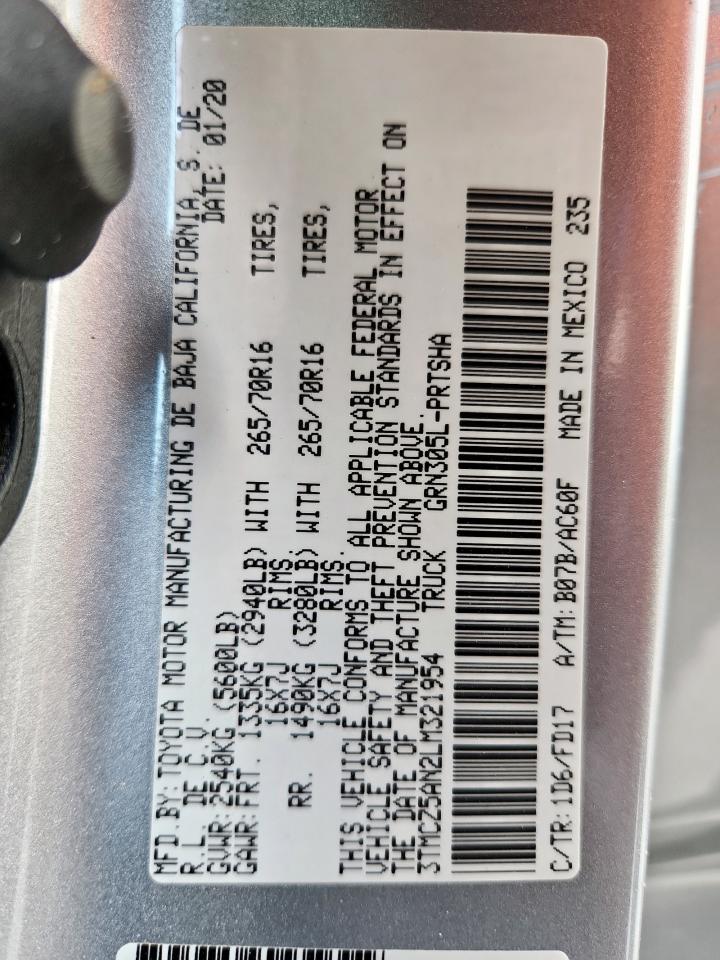 MFD.BY: TOYOTA MOTOR MANUFACTURING DE BAJA CALIFORNIA, S. DE
R.L. DE C.V. DATE: 01/20
GVWR: 2540KG (5600LB)
GAWR: FRT. 1335KG (2940LB) WITH 265/70R16 TIRES,
16X7J RIMS.
RR. 1490KG (3280LB) WITH 265/70R16 TIRES,
16X7J RIMS.
THIS VEHICLE CONFORMS TO ALL APPLICABLE FEDERAL MOTOR
VEHICLE SAFETY AND THEFT PREVENTION STANDARDS IN EFFECT ON
THE DATE OF MANUFACTURE SHOWN ABOVE.
3TMCZ5AN2LM321954 TRUCK GRN305L-PRTSHA
C/TR: 1D6/FD17 A/TM: B07B/AC60F MADE IN MEXICO 235